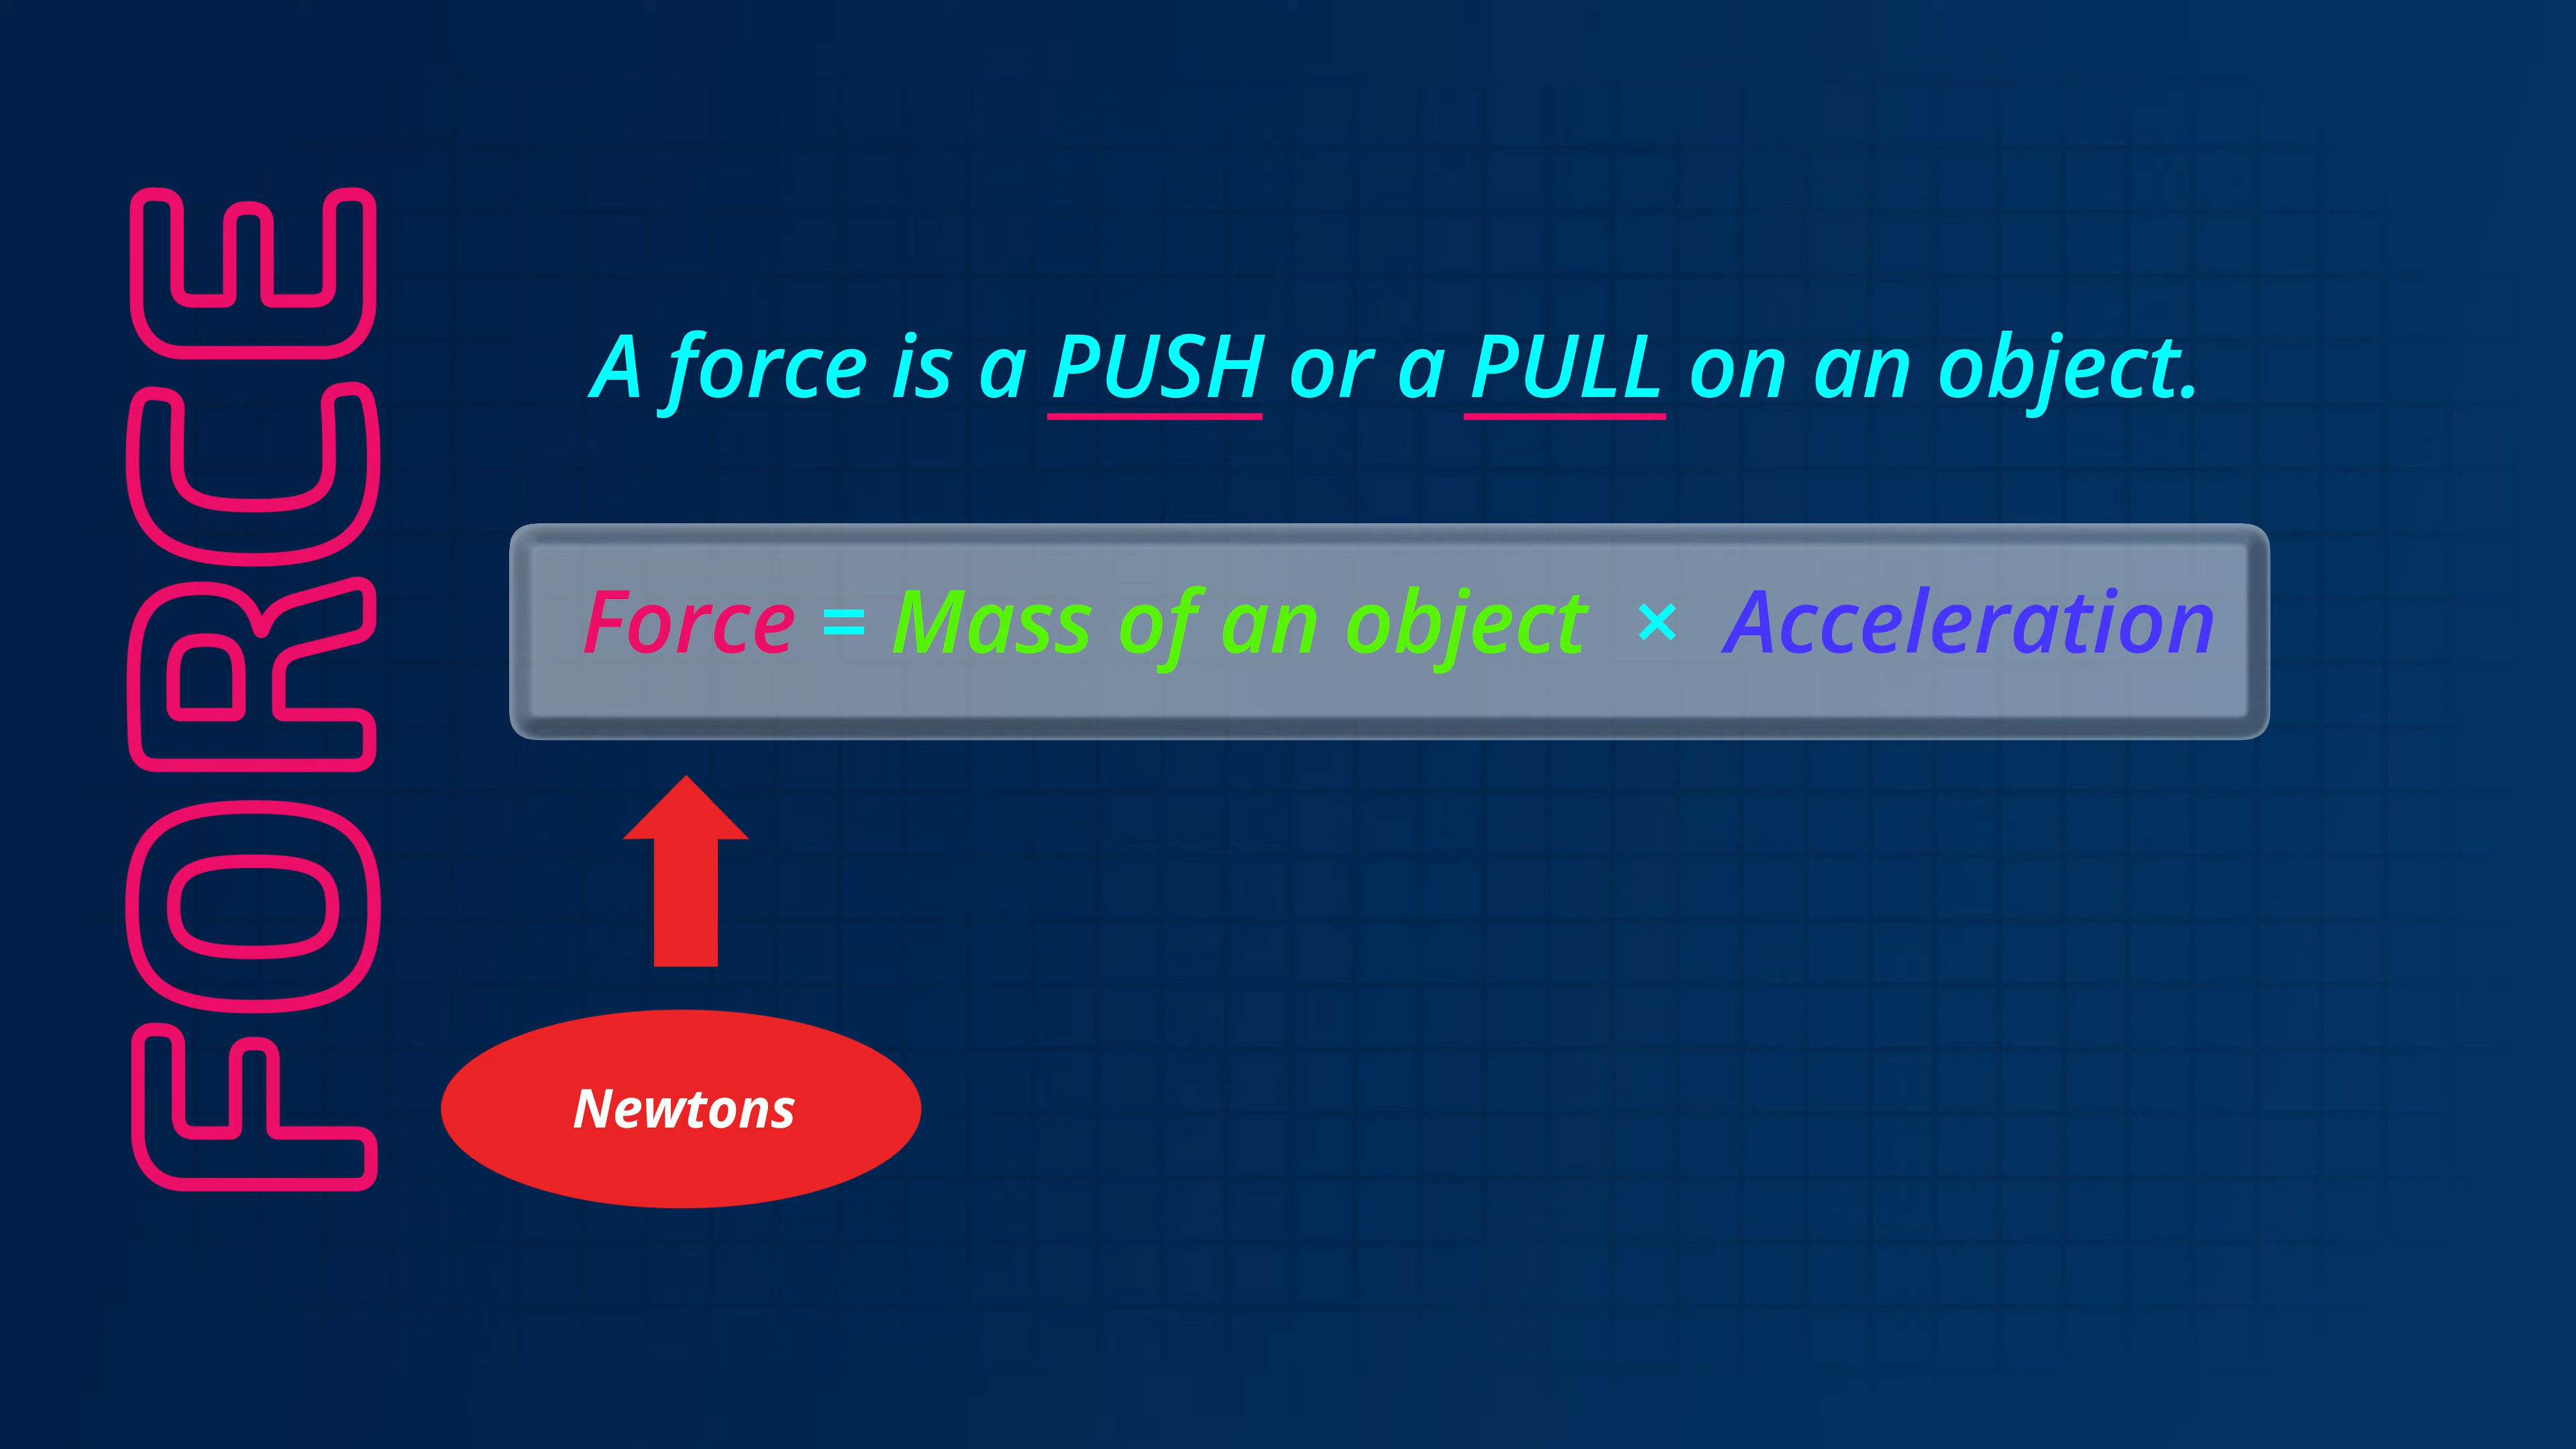 FORCE
A force is a PUSH or a PULL on an object.
Force = Mass of an object × Acceleration
Newtons